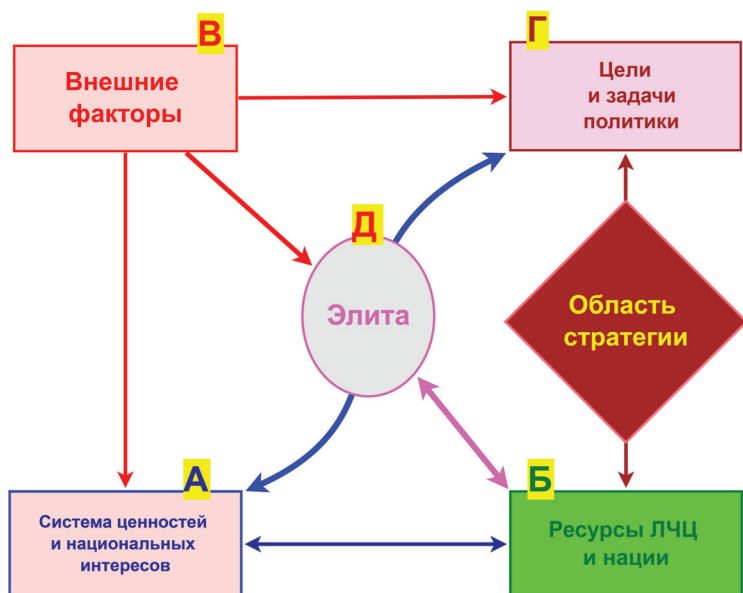 В
Внешние
факторы
Г
Цели
и задачи
политики
Д
Элита
Область
стратегии
А
Система ценностей
и национальных
интересов
Б
Ресурсы ЛЧЦ
и нации